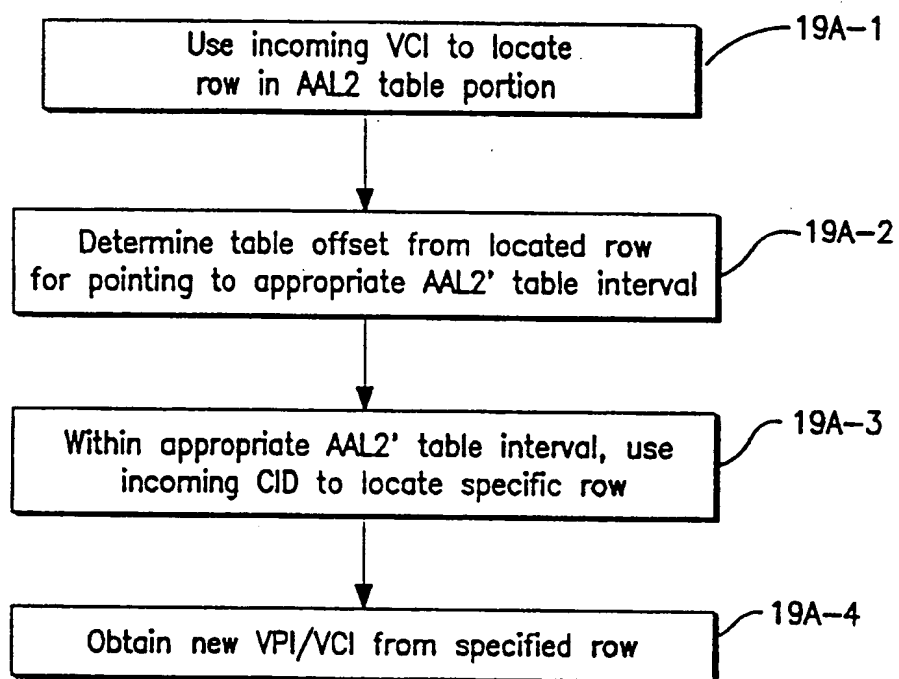 Use incoming VCI to locate
row in AAL2 table portion
19A-1
Determine table offset from located row
for pointing to appropriate AAL2' table interval
19A-2
Within appropriate AAL2' table interval, use
incoming CID to locate specific row
19A-3
Obtain new VPI/VCI from specified row
19A-4